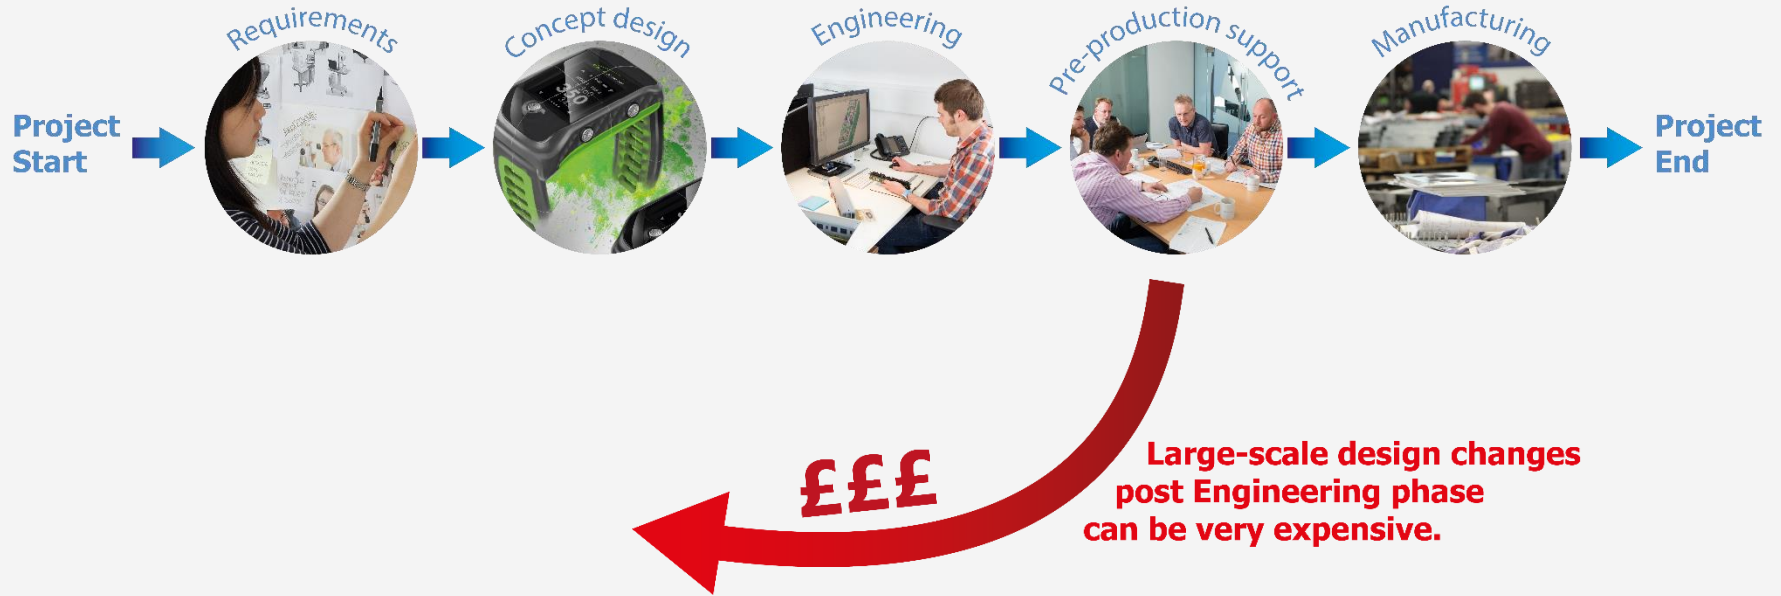 Requirements
Concept design
Engineering
Pre-production support
Manufacturing
Project
Start
350
Project
End
£££
Large-scale design changes
post Engineering phase
can be very expensive.